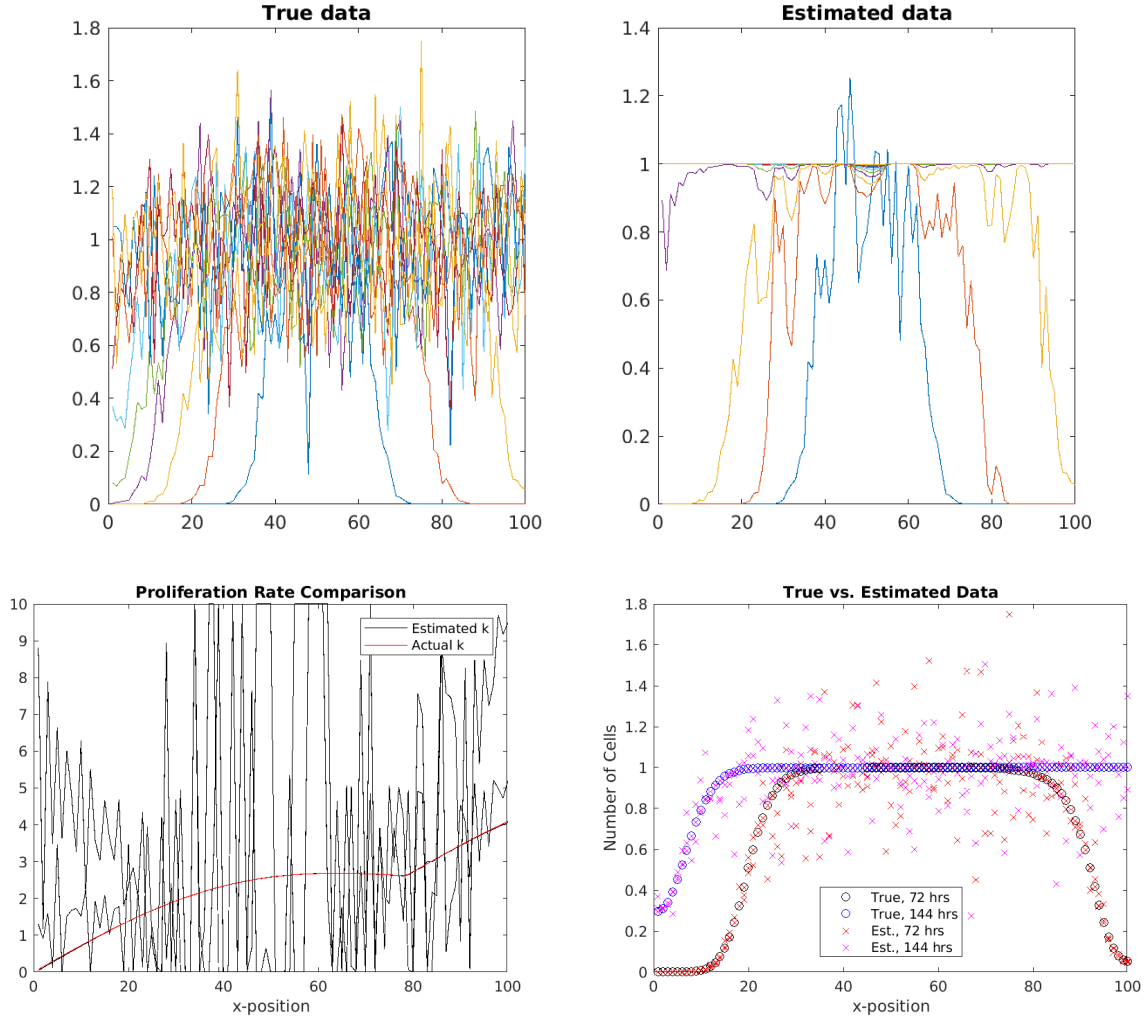 True data
1.8
1.6
1.4
1.2
1
0.8
0.6
0.4
0.2
0
0 20 40 60 80 100
Estimated data
1.4
1.2
1
0.8
0.6
0.4
0.2
0
0 20 40 60 80 100
Proliferation Rate Comparison
10
9
8
7
6
5
4
3
2
1
0
0 20 40 60 80 100
x-position
Estimated k
Actual k
True vs. Estimated Data
Number of Cells
1.8
1.6
1.4
1.2
1
0.8
0.6
0.4
0.2
0
0 20 40 60 80 100
x-position
True, 72 hrs
True, 144 hrs
Est., 72 hrs
Est., 144 hrs